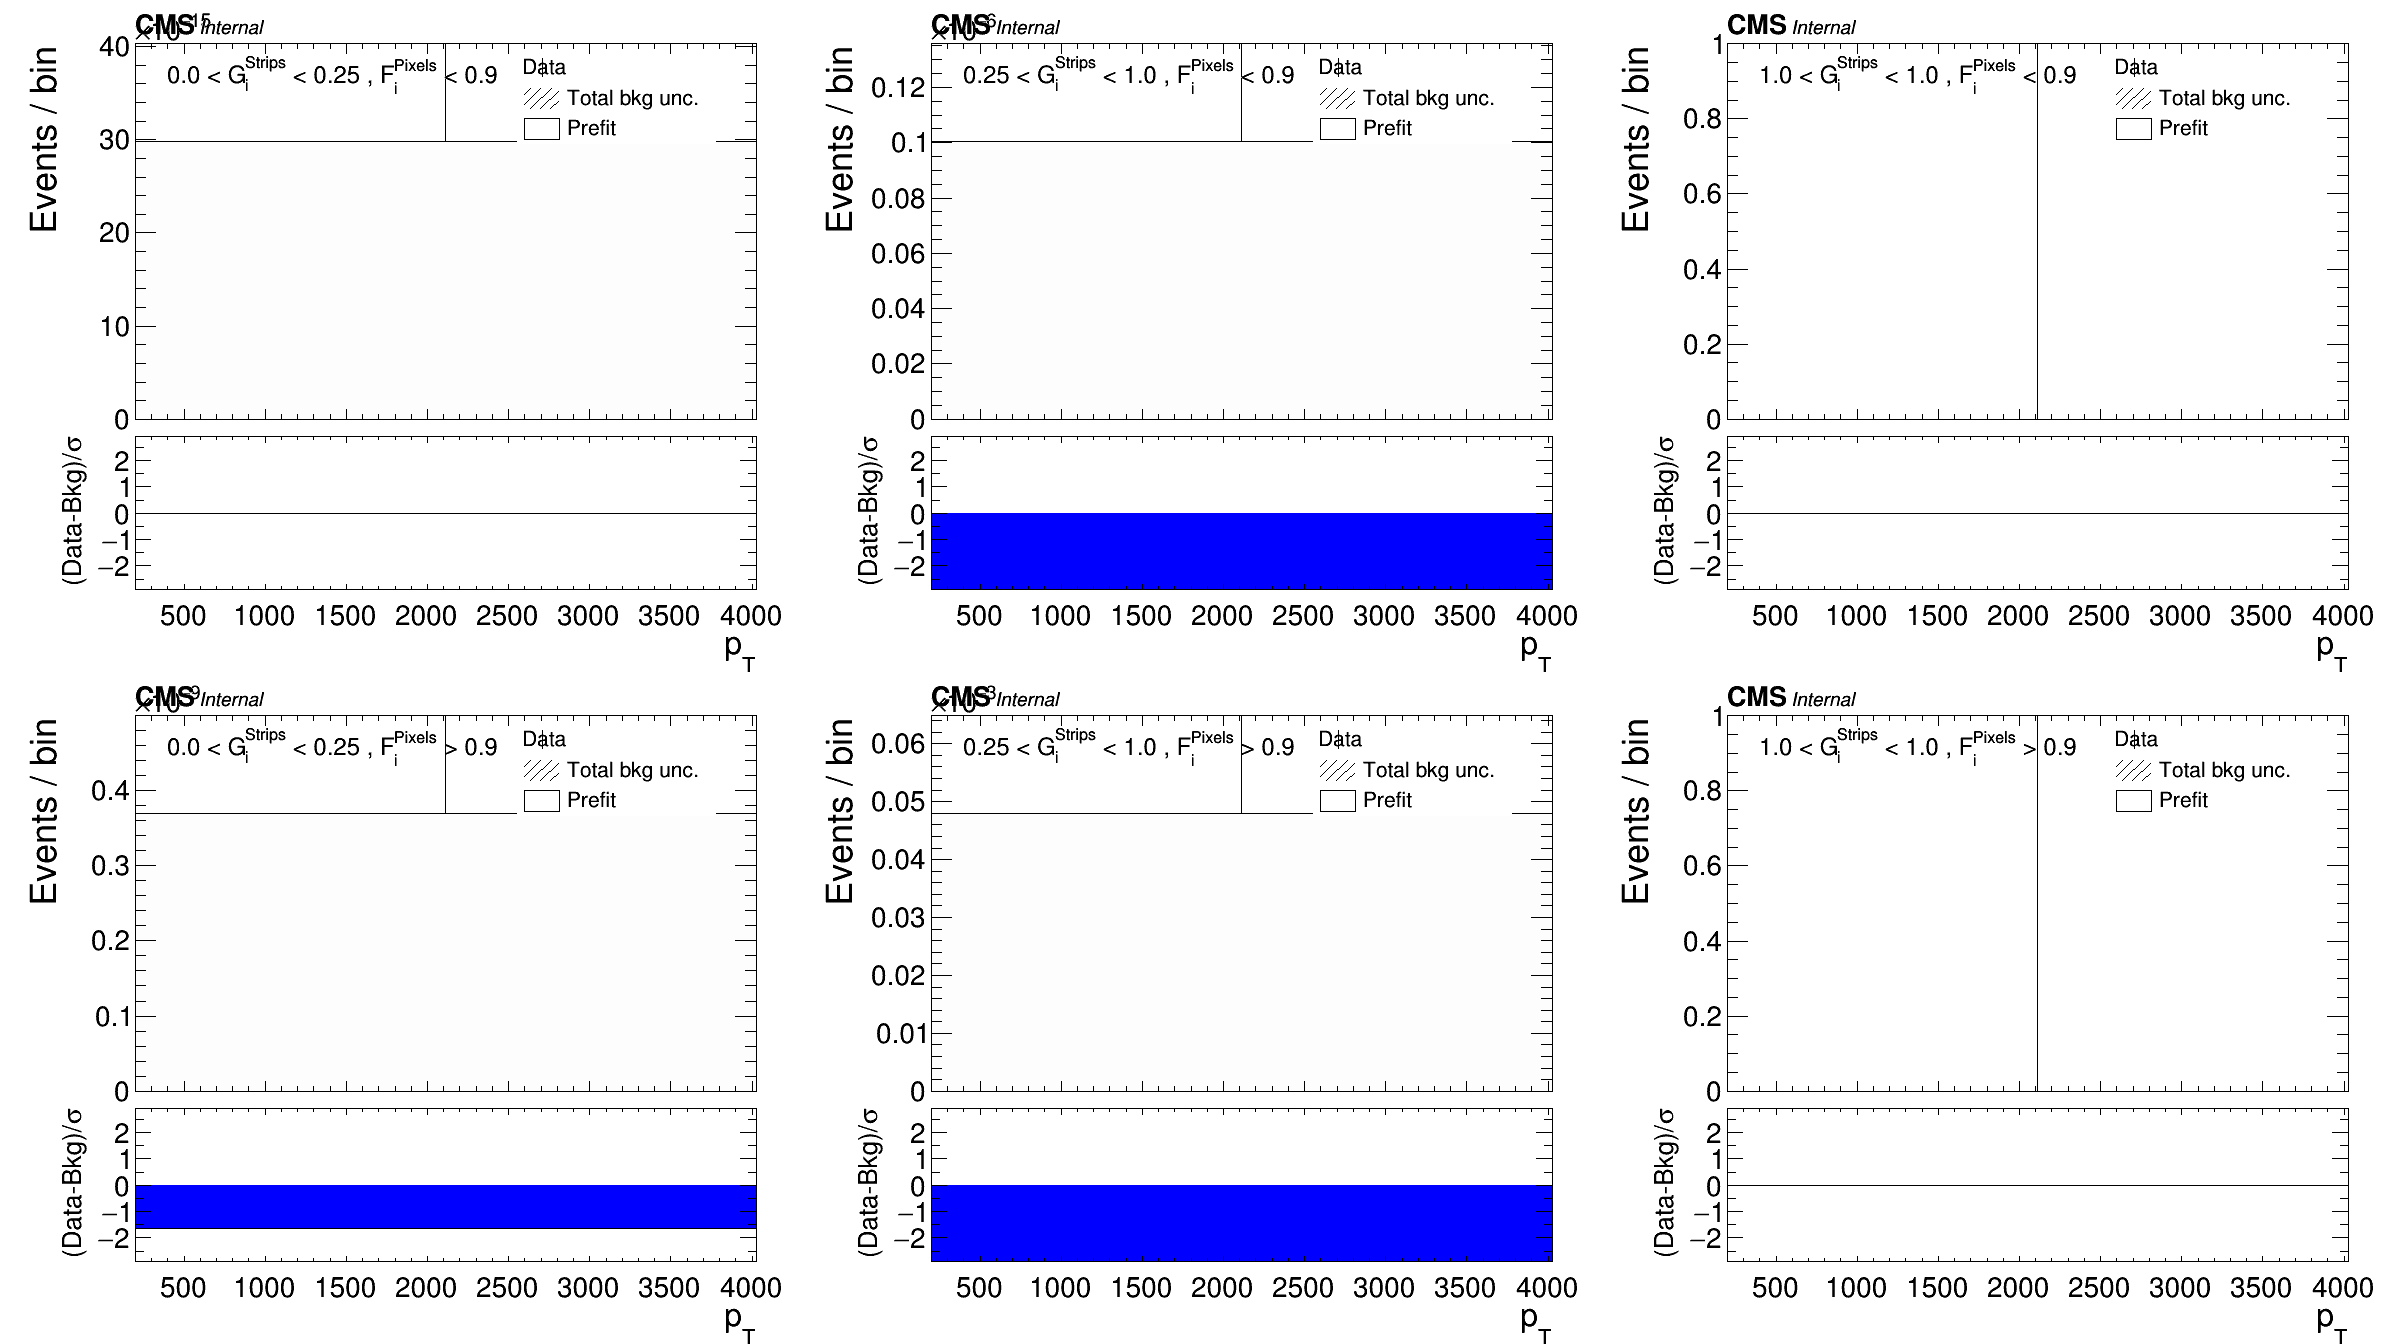 CMS Internal
×10⁻¹⁵
Events / bin
0.0 < G_i^Strips < 0.25 , F_i^Pixels < 0.9
Data
Total bkg unc.
Prefit
40
30
20
10
0
(Data-Bkg)/σ
2
1
0
−1
−2
500 1000 1500 2000 2500 3000 3500 4000
p_T
CMS Internal
×10⁻⁶
Events / bin
0.25 < G_i^Strips < 1.0 , F_i^Pixels < 0.9
Data
Total bkg unc.
Prefit
0.12
0.1
0.08
0.06
0.04
0.02
0
(Data-Bkg)/σ
2
1
0
−1
−2
500 1000 1500 2000 2500 3000 3500 4000
p_T
CMS Internal
Events / bin
1.0 < G_i^Strips < 1.0 , F_i^Pixels < 0.9
Data
Total bkg unc.
Prefit
1
0.8
0.6
0.4
0.2
0
(Data-Bkg)/σ
2
1
0
−1
−2
500 1000 1500 2000 2500 3000 3500 4000
p_T
CMS Internal
×10⁻⁹
Events / bin
0.0 < G_i^Strips < 0.25 , F_i^Pixels > 0.9
Data
Total bkg unc.
Prefit
0.4
0.3
0.2
0.1
0
(Data-Bkg)/σ
2
1
0
−1
−2
500 1000 1500 2000 2500 3000 3500 4000
p_T
CMS Internal
×10⁻³
Events / bin
0.25 < G_i^Strips < 1.0 , F_i^Pixels > 0.9
Data
Total bkg unc.
Prefit
0.06
0.05
0.04
0.03
0.02
0.01
0
(Data-Bkg)/σ
2
1
0
−1
−2
500 1000 1500 2000 2500 3000 3500 4000
p_T
CMS Internal
Events / bin
1.0 < G_i^Strips < 1.0 , F_i^Pixels > 0.9
Data
Total bkg unc.
Prefit
1
0.8
0.6
0.4
0.2
0
(Data-Bkg)/σ
2
1
0
−1
−2
500 1000 1500 2000 2500 3000 3500 4000
p_T